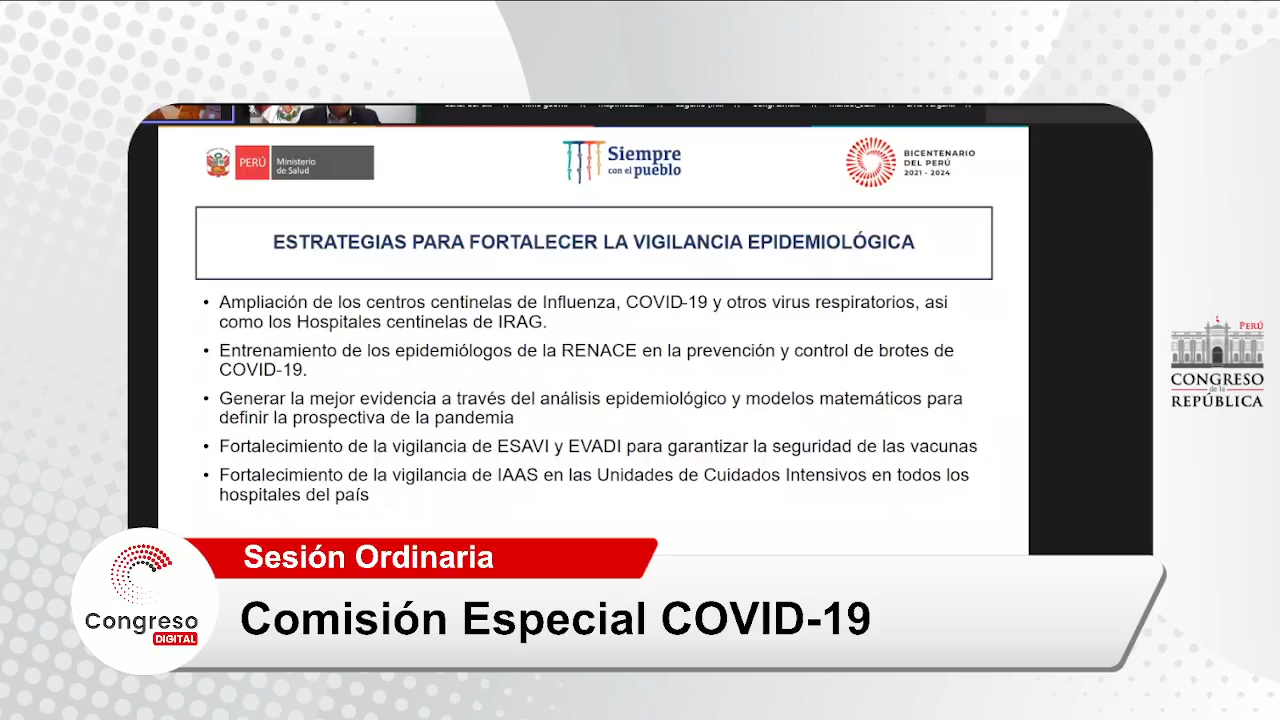 PERÚ
Ministerio
de Salud
Siempre
con el pueblo
BICENTENARIO
DEL PERÚ
2021 - 2024
ESTRATEGIAS PARA FORTALECER LA VIGILANCIA EPIDEMIOLÓGICA
• Ampliación de los centros centinelas de Influenza, COVID-19 y otros virus respiratorios, asi
como los Hospitales centinelas de IRAG.
• Entrenamiento de los epidemiólogos de la RENACE en la prevención y control de brotes de
COVID-19.
• Generar la mejor evidencia a través del análisis epidemiológico y modelos matemáticos para
definir la prospectiva de la pandemia
• Fortalecimiento de la vigilancia de ESAVI y EVADI para garantizar la seguridad de las vacunas
• Fortalecimiento de la vigilancia de IAAS en las Unidades de Cuidados Intensivos en todos los
hospitales del país
PERÚ
CONGRESO
de la
REPÚBLICA
Sesión Ordinaria
Comisión Especial COVID-19
Congreso
DIGITAL